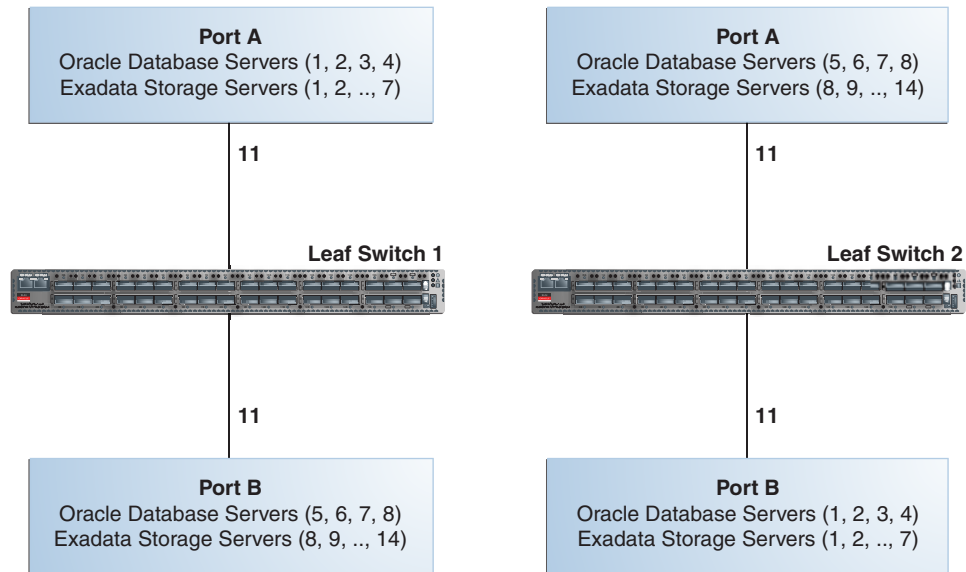 Port A
Oracle Database Servers (1, 2, 3, 4)
Exadata Storage Servers (1, 2, .., 7)
11
Leaf Switch 1
11
Port B
Oracle Database Servers (5, 6, 7, 8)
Exadata Storage Servers (8, 9, .., 14)
Port A
Oracle Database Servers (5, 6, 7, 8)
Exadata Storage Servers (8, 9, .., 14)
11
Leaf Switch 2
11
Port B
Oracle Database Servers (1, 2, 3, 4)
Exadata Storage Servers (1, 2, .., 7)